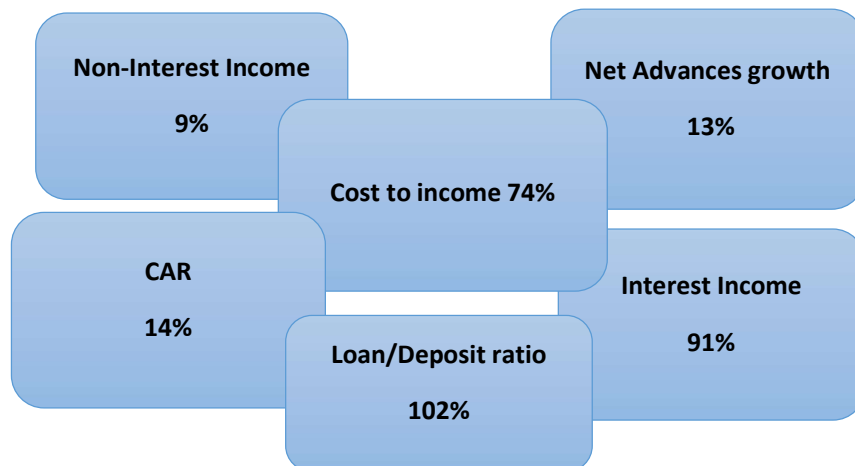 Non-Interest Income
9%
Net Advances growth
13%
Cost to income 74%
CAR
14%
Interest Income
91%
Loan/Deposit ratio
102%